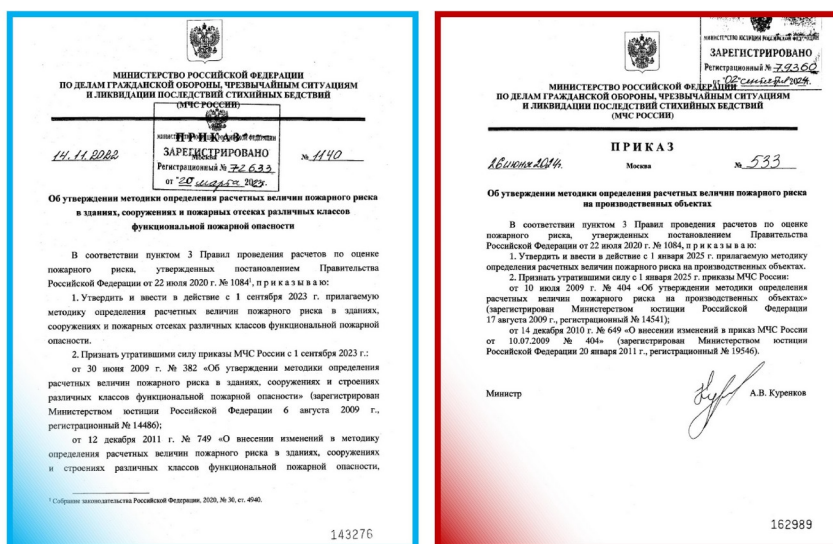 МИНИСТЕРСТВО РОССИЙСКОЙ ФЕДЕРАЦИИ
ПО ДЕЛАМ ГРАЖДАНСКОЙ ОБОРОНЫ, ЧРЕЗВЫЧАЙНЫМ СИТУАЦИЯМ
И ЛИКВИДАЦИИ ПОСЛЕДСТВИЙ СТИХИЙНЫХ БЕДСТВИЙ
(МЧС РОССИИ)
ПРИКАЗ
ЗАРЕГИСТРИРОВАНО
Москва
14.11.2022
№ 1140
Регистрационный № 72633
от "20 марта 2023.
Об утверждении методики определения расчетных величин пожарного риска
в зданиях, сооружениях и пожарных отсеках различных классов
функциональной пожарной опасности
В соответствии пунктом 3 Правил проведения расчетов по оценке
пожарного риска, утвержденных постановлением Правительства
Российской Федерации от 22 июля 2020 г. № 1084¹, п р и к а з ы в а ю:
1. Утвердить и ввести в действие с 1 сентября 2023 г. прилагаемую
методику определения расчетных величин пожарного риска в зданиях,
сооружениях и пожарных отсеках различных классов функциональной пожарной
опасности.
2. Признать утратившими силу приказы МЧС России с 1 сентября 2023 г.:
от 30 июня 2009 г. № 382 «Об утверждении методики определения
расчетных величин пожарного риска в зданиях, сооружениях и строениях
различных классов функциональной пожарной опасности» (зарегистрирован
Министерством юстиции Российской Федерации 6 августа 2009 г.,
регистрационный № 14486);
от 12 декабря 2011 г. № 749 «О внесении изменений в методику
определения расчетных величин пожарного риска в зданиях, сооружениях
и строениях различных классов функциональной пожарной опасности,
¹ Собрание законодательства Российской Федерации, 2020, № 30, ст. 4940.
143276
МИНИСТЕРСТВО ЮСТИЦИИ РОССИЙСКОЙ ФЕДЕРАЦИИ
ЗАРЕГИСТРИРОВАНО
Регистрационный № 79360
от "02" сентября 2024.
МИНИСТЕРСТВО РОССИЙСКОЙ ФЕДЕРАЦИИ
ПО ДЕЛАМ ГРАЖДАНСКОЙ ОБОРОНЫ, ЧРЕЗВЫЧАЙНЫМ СИТУАЦИЯМ
И ЛИКВИДАЦИИ ПОСЛЕДСТВИЙ СТИХИЙНЫХ БЕДСТВИЙ
(МЧС РОССИИ)
ПРИКАЗ
26 июня 2024г.
Москва
№ 533
Об утверждении методики определения расчетных величин пожарного риска
на производственных объектах
В соответствии пунктом 3 Правил проведения расчетов по оценке
пожарного риска, утвержденных постановлением Правительства
Российской Федерации от 22 июля 2020 г. № 1084, п р и к а з ы в а ю:
1. Утвердить и ввести в действие с 1 января 2025 г. прилагаемую методику
определения расчетных величин пожарного риска на производственных объектах.
2. Признать утратившими силу с 1 января 2025 г. приказы МЧС России:
от 10 июля 2009 г. № 404 «Об утверждении методики определения
расчетных величин пожарного риска на производственных объектах»
(зарегистрирован Министерством юстиции Российской Федерации
17 августа 2009 г., регистрационный № 14541);
от 14 декабря 2010 г. № 649 «О внесении изменений в приказ МЧС России
от 10.07.2009 № 404» (зарегистрирован Министерством юстиции
Российской Федерации 20 января 2011 г., регистрационный № 19546).
Министр
А.В. Куренков
162989